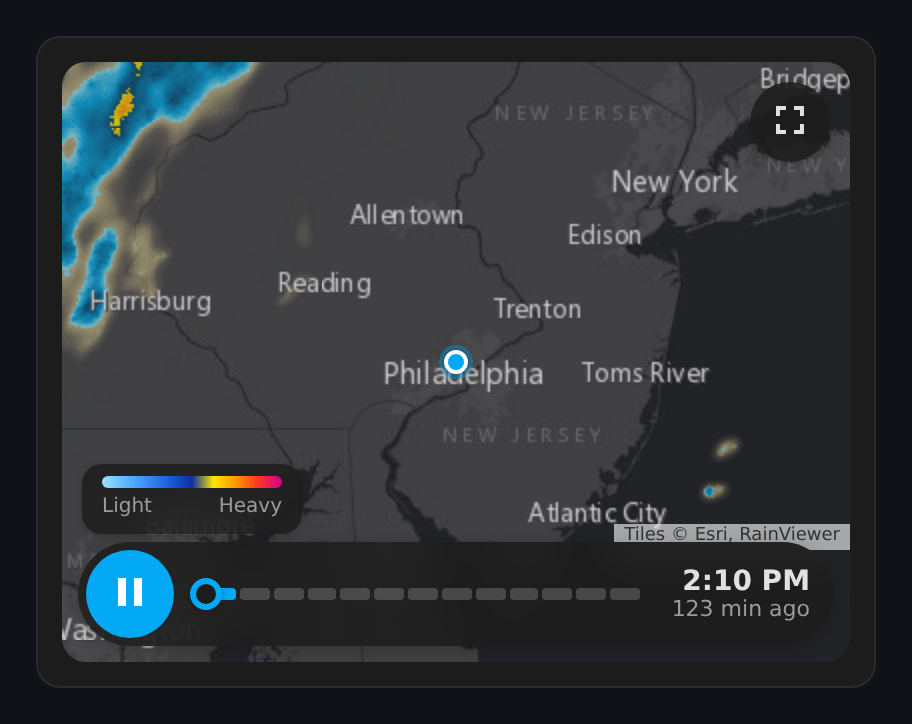 Bridgep
NEW JERSEY
NEW Y
New York
Allentown
Edison
Reading
Harrisburg
Trenton
Philadelphia
Toms River
NEW JERSEY
Light Heavy
Atlantic City
Baltimore
Tiles © Esri, RainViewer
M
2:10 PM
123 min ago